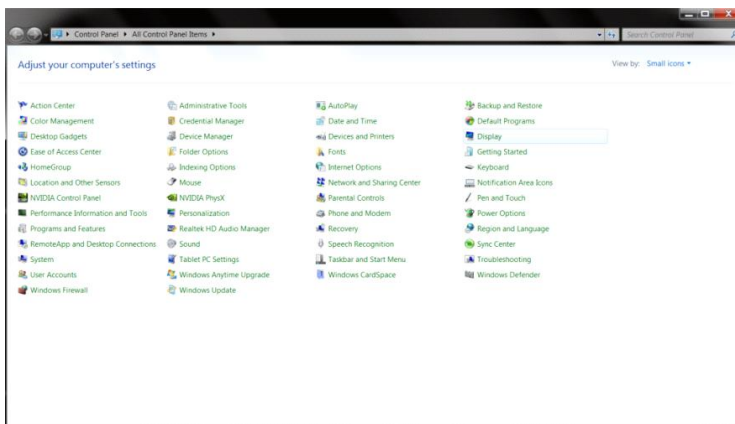 Control Panel All Control Panel Items Search Control Panel
Adjust your computer's settings View by: Small icons
Action Center Administrative Tools AutoPlay Backup and Restore
Color Management Credential Manager Date and Time Default Programs
Desktop Gadgets Device Manager Devices and Printers Display
Ease of Access Center Folder Options Fonts Getting Started
HomeGroup Indexing Options Internet Options Keyboard
Location and Other Sensors Mouse Network and Sharing Center Notification Area Icons
NVIDIA Control Panel NVIDIA PhysX Parental Controls Pen and Touch
Performance Information and Tools Personalization Phone and Modem Power Options
Programs and Features Realtek HD Audio Manager Recovery Region and Language
RemoteApp and Desktop Connections Sound Speech Recognition Sync Center
System Tablet PC Settings Taskbar and Start Menu Troubleshooting
User Accounts Windows Anytime Upgrade Windows CardSpace Windows Defender
Windows Firewall Windows Update